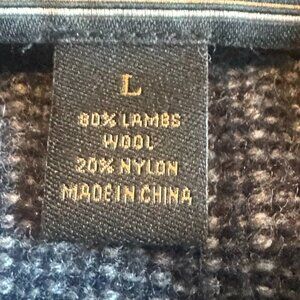 L
80% LAMBS
WOOL
20% NYLON
MADE IN CHINA